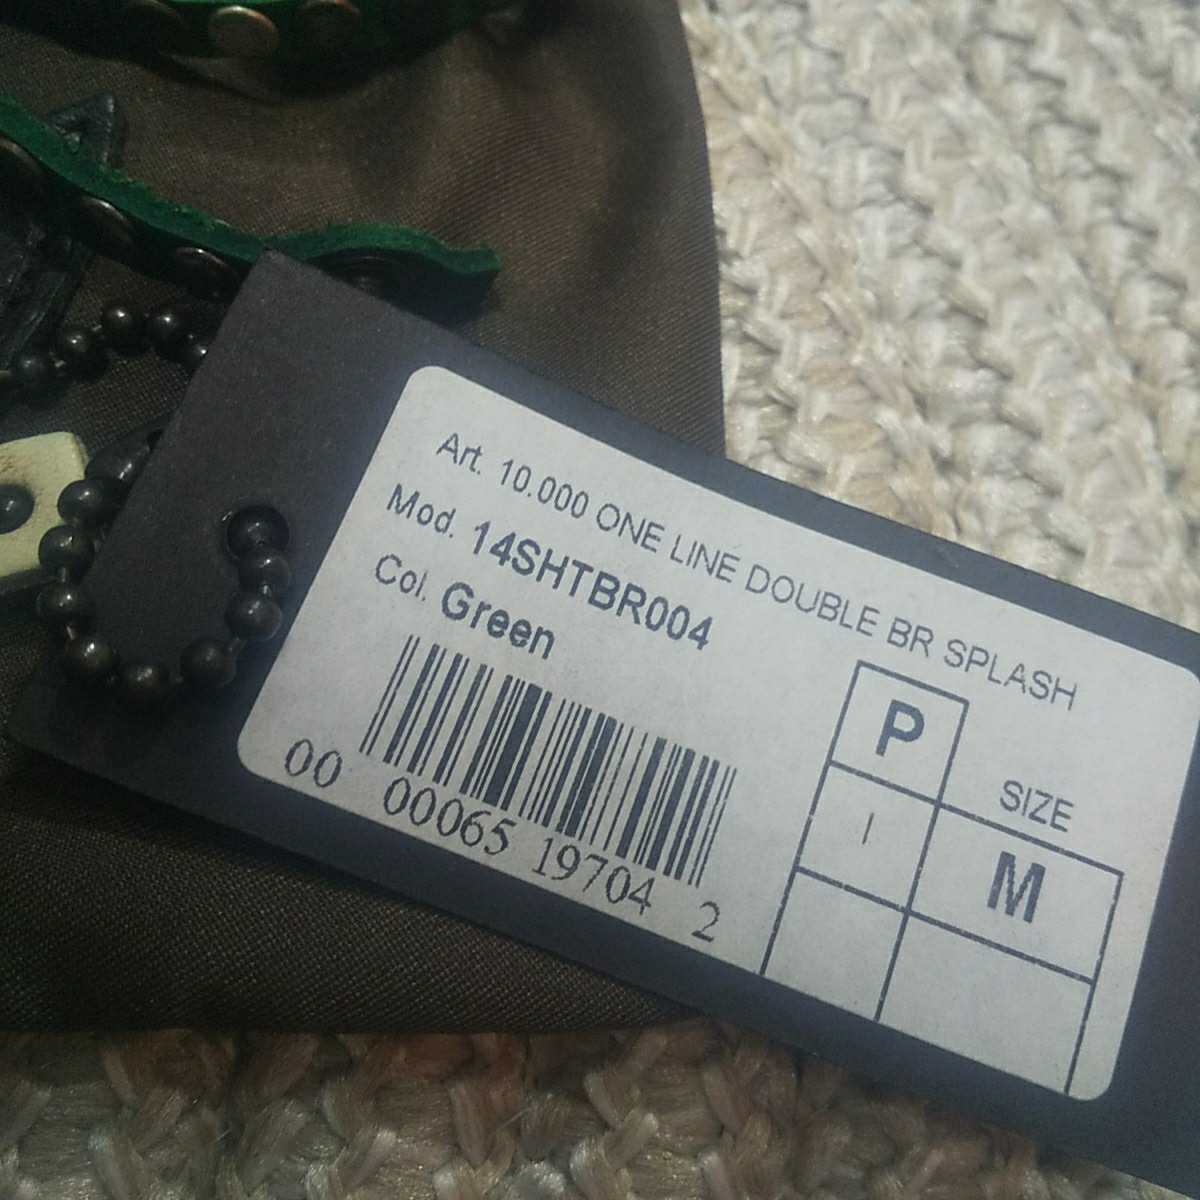 Art. 10.000 ONE LINE DOUBLE BR SPLASH
Mod. 14SHTBR004
Col. Green
00 00065 19704 2
P
I
SIZE
M